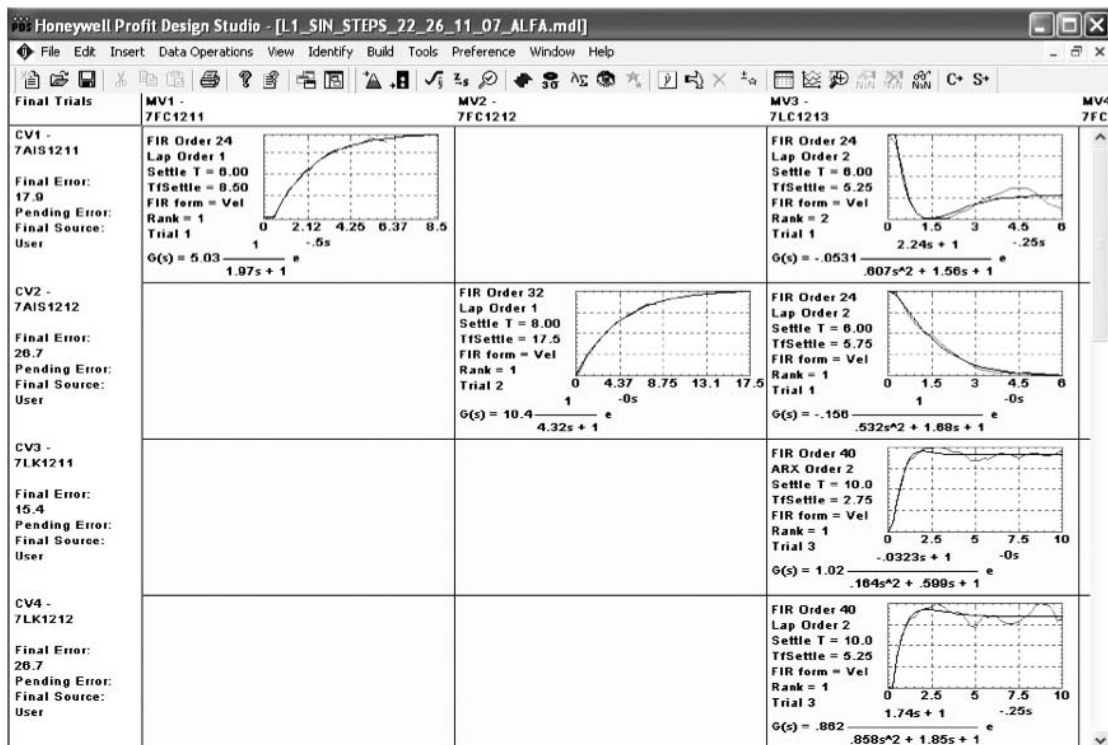 Honeywell Profit Design Studio - [L1_SIN_STEPS_22_26_11_07_ALFA.mdl]
File Edit Insert Data Operations View Identify Build Tools Preference Window Help
Final Trials
MV1 -
7FC1211
MV2 -
7FC1212
MV3 -
7LC1213
MV4
7FC
CV1 -
7AIS1211
Final Error:
17.9
Pending Error:
Final Source:
User
FIR Order 24
Lap Order 1
Settle T = 6.00
TfSettle = 8.50
FIR form = Vel
Rank = 1
Trial 1
0 2.12 4.25 6.37 8.5
1 -.5s
G(s) = 5.03 e
1.97s + 1
FIR Order 24
Lap Order 2
Settle T = 6.00
TfSettle = 5.25
FIR form = Vel
Rank = 2
Trial 1
0 1.5 3 4.5 6
2.24s + 1 -.25s
G(s) = -.0531 e
.607s^2 + 1.56s + 1
CV2 -
7AIS1212
Final Error:
26.7
Pending Error:
Final Source:
User
FIR Order 32
Lap Order 1
Settle T = 8.00
TfSettle = 17.5
FIR form = Vel
Rank = 1
Trial 2
0 4.37 8.75 13.1 17.5
1 -0s
G(s) = 10.4 e
4.32s + 1
FIR Order 24
Lap Order 2
Settle T = 6.00
TfSettle = 5.75
FIR form = Vel
Rank = 1
Trial 1
0 1.5 3 4.5 6
1 -0s
G(s) = -.156 e
.532s^2 + 1.68s + 1
CV3 -
7LK1211
Final Error:
15.4
Pending Error:
Final Source:
User
FIR Order 40
ARX Order 2
Settle T = 10.0
TfSettle = 2.75
FIR form = Vel
Rank = 1
Trial 3
0 2.5 5 7.5 10
-.0323s + 1 -0s
G(s) = 1.02 e
.164s^2 + .599s + 1
CV4 -
7LK1212
Final Error:
26.7
Pending Error:
Final Source:
User
FIR Order 40
Lap Order 2
Settle T = 10.0
TfSettle = 5.25
FIR form = Vel
Rank = 1
Trial 3
0 2.5 5 7.5 10
1.74s + 1 -.25s
G(s) = .862 e
.858s^2 + 1.85s + 1